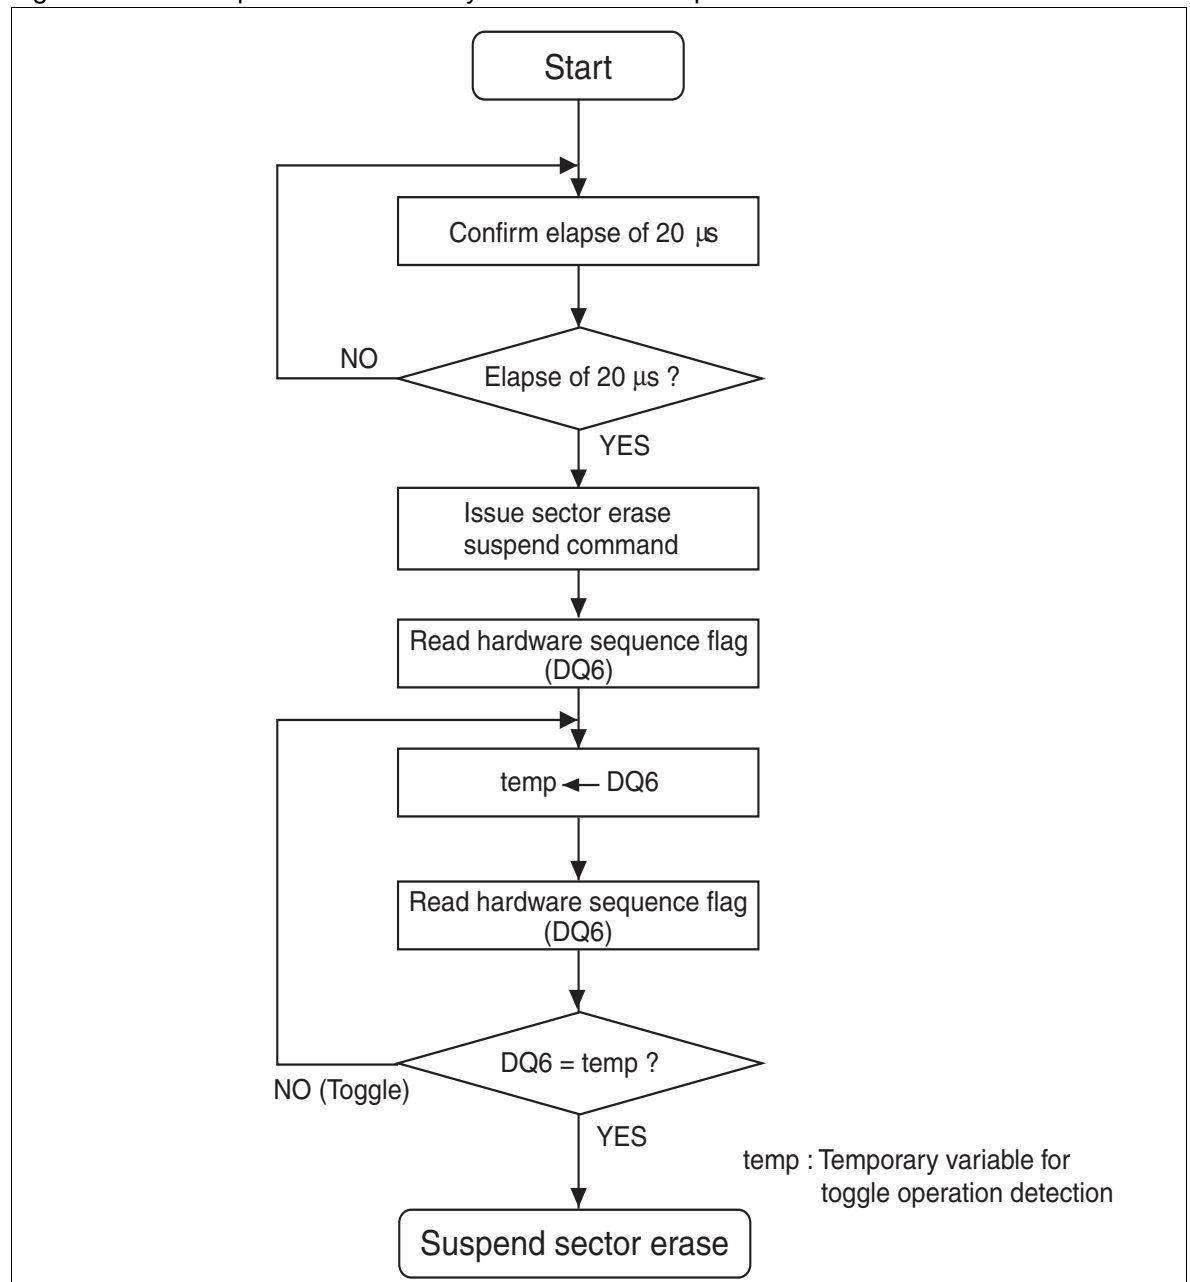 Start
Confirm elapse of 20 μs
NO
Elapse of 20 μs ?
YES
Issue sector erase
suspend command
Read hardware sequence flag
(DQ6)
temp ← DQ6
Read hardware sequence flag
(DQ6)
DQ6 = temp ?
NO (Toggle)
YES
temp : Temporary variable for
toggle operation detection
Suspend sector erase